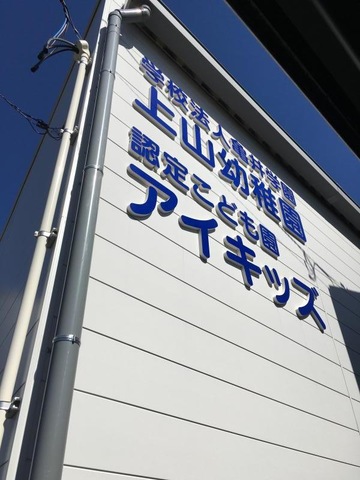 学校法人亀井学園
上山幼稚園
認定こども園
アイキッズ